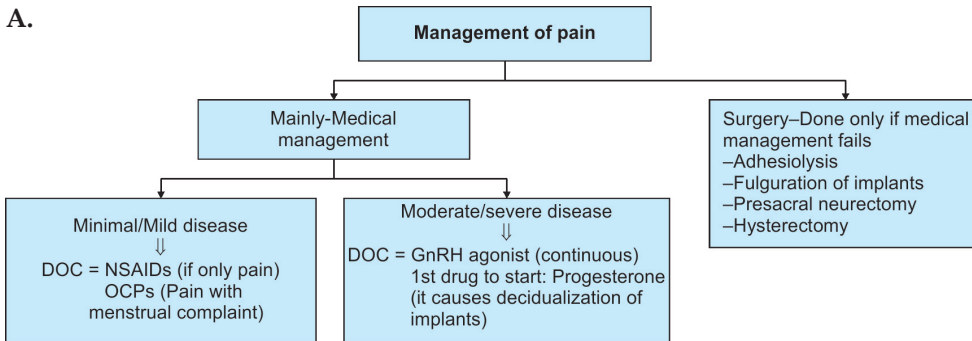 A.
Management of pain
Mainly-Medical
management
Surgery–Done only if medical
management fails
–Adhesiolysis
–Fulguration of implants
–Presacral neurectomy
–Hysterectomy
Minimal/Mild disease
⇓
DOC = NSAIDs (if only pain)
OCPs (Pain with
menstrual complaint)
Moderate/severe disease
⇓
DOC = GnRH agonist (continuous)
1st drug to start: Progesterone
(it causes decidualization of
implants)